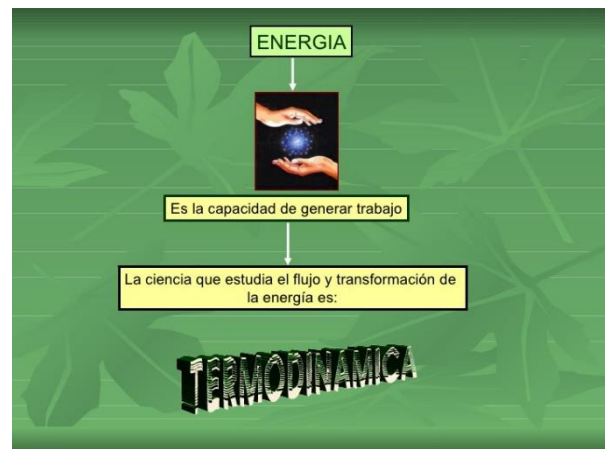 ENERGIA
Es la capacidad de generar trabajo
La ciencia que estudia el flujo y transformación de
la energía es:
TERMODINAMICA